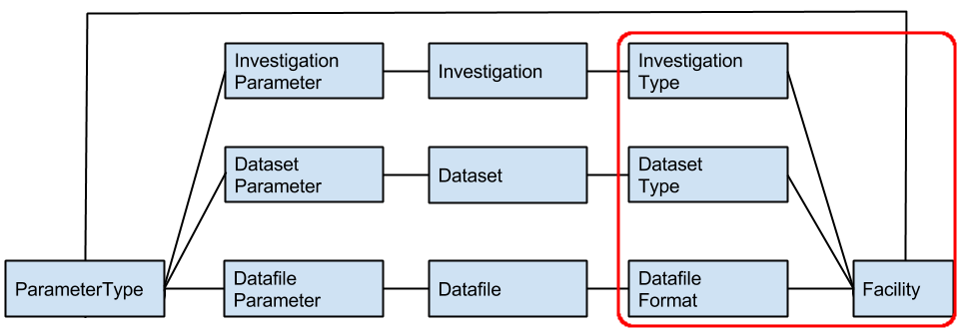 Investigation
Parameter
Investigation
Investigation
Type
Dataset
Parameter
Dataset
Dataset
Type
ParameterType
Datafile
Parameter
Datafile
Datafile
Format
Facility